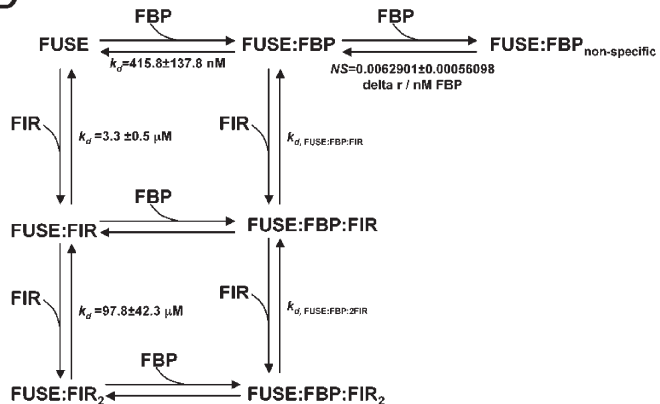 FBP FBP
FUSE FUSE:FBP FUSE:FBPnon-specific
kd=415.8±137.8 nM NS=0.0062901±0.00056098
delta r / nM FBP
FIR kd =3.3 ±0.5 μM FIR kd, FUSE:FBP:FIR
FBP
FUSE:FIR FUSE:FBP:FIR
FIR kd =97.8±42.3 μM FIR kd, FUSE:FBP:2FIR
FBP
FUSE:FIR2 FUSE:FBP:FIR2